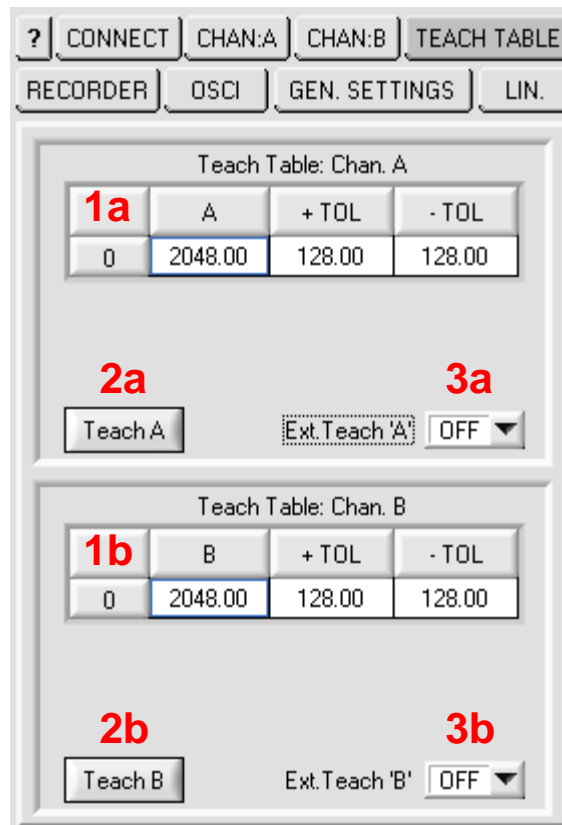 ? CONNECT CHAN:A CHAN:B TEACH TABLE
RECORDER OSCI GEN. SETTINGS LIN.
Teach Table: Chan. A
1a A + TOL - TOL
0 2048.00 128.00 128.00
2a 3a
Teach A Ext.Teach 'A' OFF
Teach Table: Chan. B
1b B + TOL - TOL
0 2048.00 128.00 128.00
2b 3b
Teach B Ext.Teach 'B' OFF